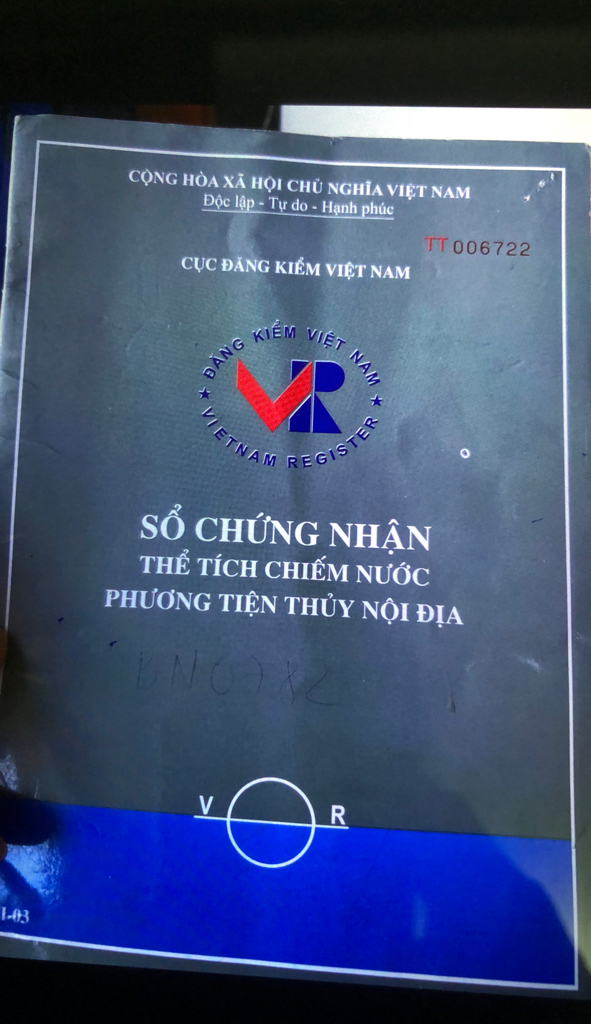 CỘNG HÒA XÃ HỘI CHỦ NGHĨA VIỆT NAM
Độc lập - Tự do - Hạnh phúc
TT 006722
CỤC ĐĂNG KIỂM VIỆT NAM
ĐĂNG KIỂM VIỆT NAM
VR
★ VIETNAM REGISTER ★
SỔ CHỨNG NHẬN
THỂ TÍCH CHIẾM NƯỚC
PHƯƠNG TIỆN THỦY NỘI ĐỊA
V R